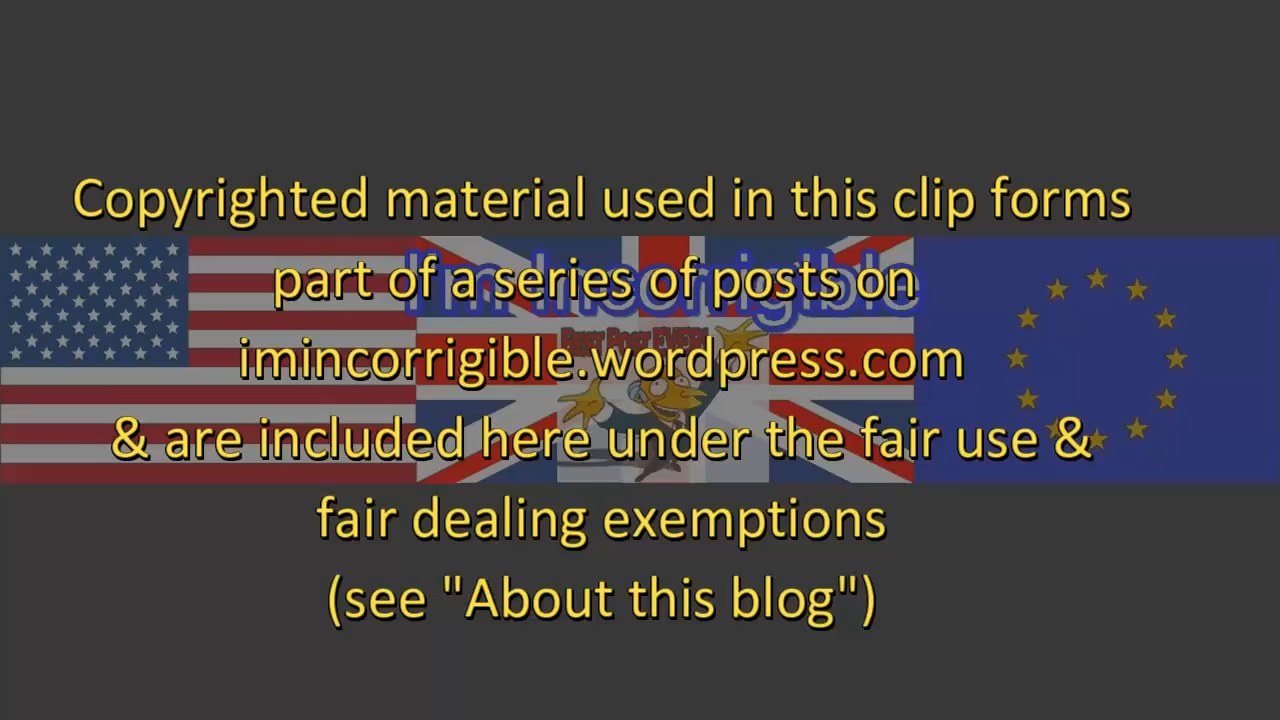 Copyrighted material used in this clip forms
part of a series of posts on
I'm Incorrigible
imincorrigible.wordpress.com
& are included here under the fair use &
fair dealing exemptions
(see "About this blog")